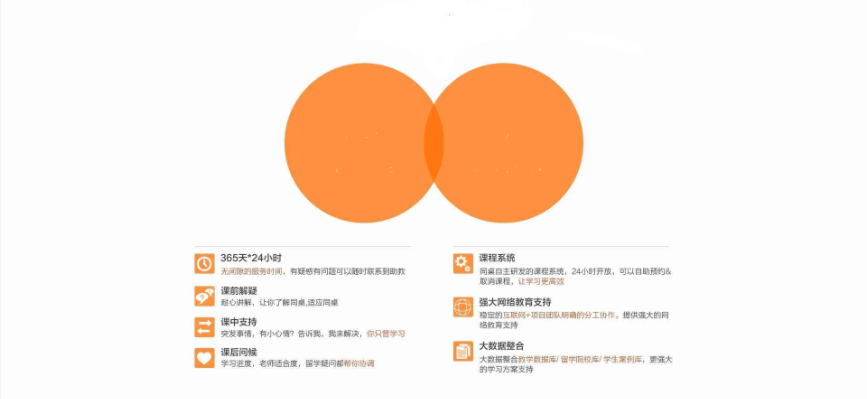 365天*24小时
无间隙的服务时间，有疑惑有问题可以随时联系到助教
课前解疑
耐心讲解，让你了解同桌,适应同桌
课中支持
突发事情，有小心情？告诉我，我来解决，你只管学习
课后问候
学习进度，老师适合度，留学疑问都帮你协调
课程系统
同桌自主研发的课程系统，24小时开放，可以自助预约&
取消课程，让学习更高效
强大网络教育支持
稳定的互联网+项目团队明确的分工协作，提供强大的网
络教育支持
大数据整合
大数据整合教学数据库/ 留学院校库/ 学生案例库，更强大
的学习方案支持